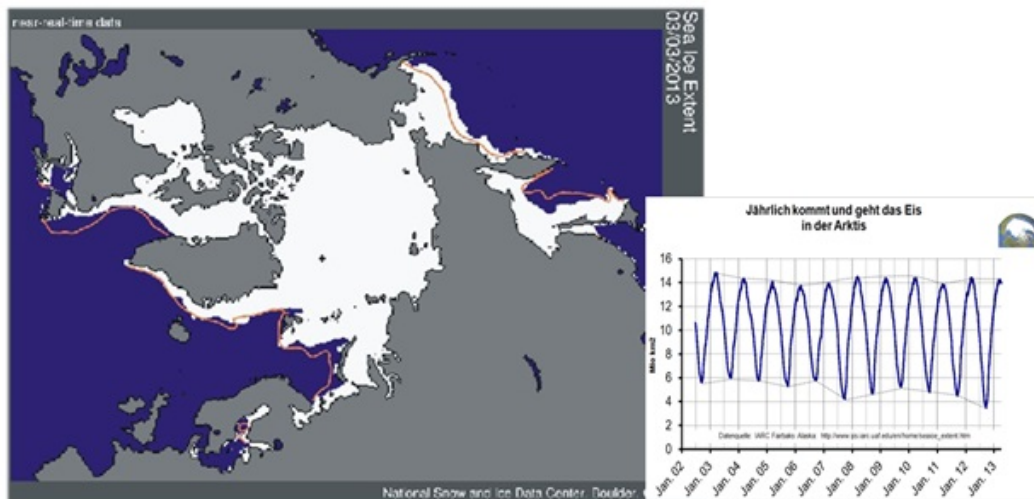 near-real-time data
Sea Ice Extent
03/03/2013
National Snow and Ice Data Center, Boulder,
Jährlich kommt und geht das Eis
in der Arktis
Mio km2
16
14
12
10
8
6
4
2
0
Datenquelle: IARC Fairbaks Alaska
Jan. 02
Jan. 03
Jan. 04
Jan. 05
Jan. 06
Jan. 07
Jan. 08
Jan. 09
Jan. 10
Jan. 11
Jan. 12
Jan. 13